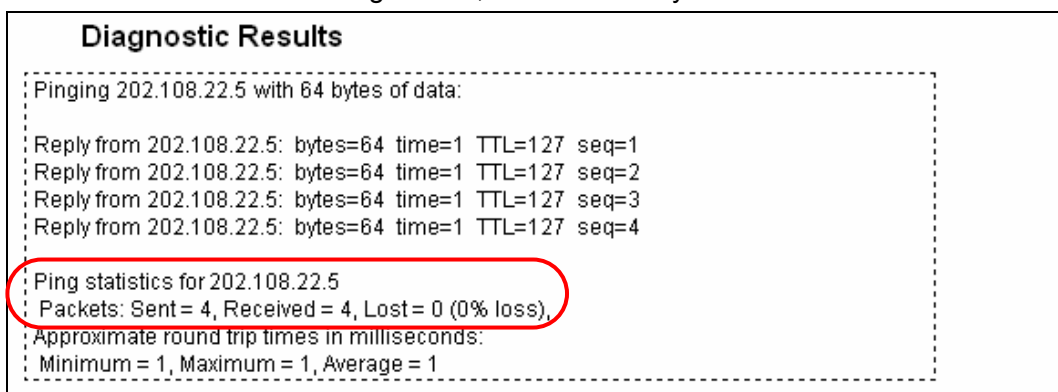 Diagnostic Results
Pinging 202.108.22.5 with 64 bytes of data:
Reply from 202.108.22.5: bytes=64 time=1 TTL=127 seq=1
Reply from 202.108.22.5: bytes=64 time=1 TTL=127 seq=2
Reply from 202.108.22.5: bytes=64 time=1 TTL=127 seq=3
Reply from 202.108.22.5: bytes=64 time=1 TTL=127 seq=4
Ping statistics for 202.108.22.5
Packets: Sent = 4, Received = 4, Lost = 0 (0% loss),
Approximate round trip times in milliseconds:
Minimum = 1, Maximum = 1, Average = 1